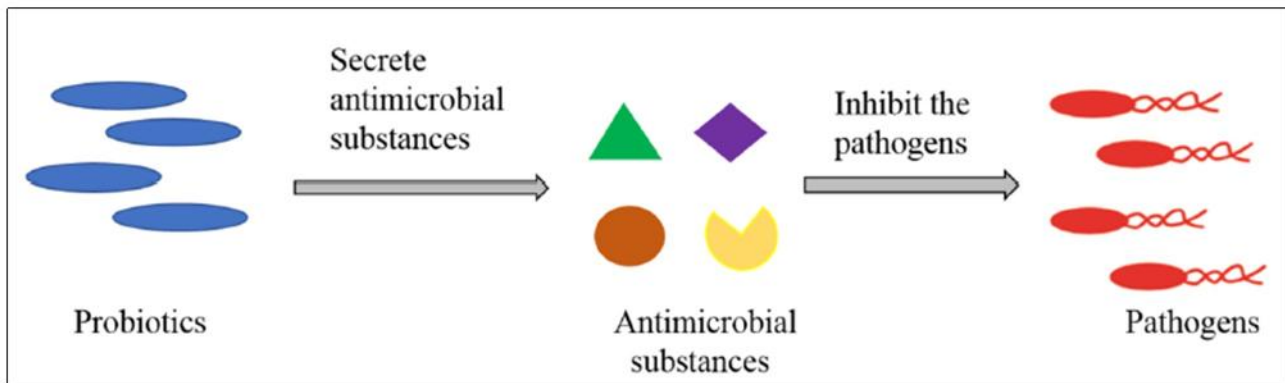 Secrete
antimicrobial
substances
Inhibit the
pathogens
Probiotics
Antimicrobial
substances
Pathogens